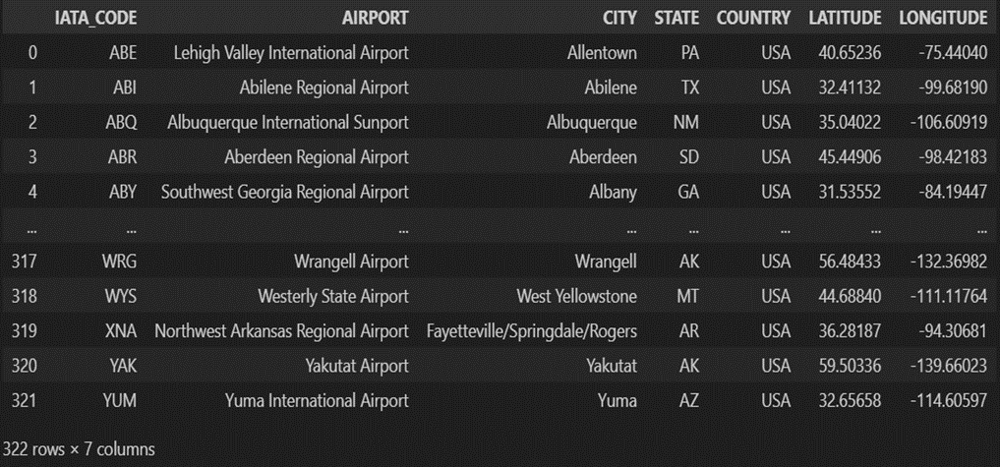 IATA_CODE AIRPORT CITY STATE COUNTRY LATITUDE LONGITUDE
0 ABE Lehigh Valley International Airport Allentown PA USA 40.65236 -75.44040
1 ABI Abilene Regional Airport Abilene TX USA 32.41132 -99.68190
2 ABQ Albuquerque International Sunport Albuquerque NM USA 35.04022 -106.60919
3 ABR Aberdeen Regional Airport Aberdeen SD USA 45.44906 -98.42183
4 ABY Southwest Georgia Regional Airport Albany GA USA 31.53552 -84.19447
... ... ... ... ... ... ... ...
317 WRG Wrangell Airport Wrangell AK USA 56.48433 -132.36982
318 WYS Westerly State Airport West Yellowstone MT USA 44.68840 -111.11764
319 XNA Northwest Arkansas Regional Airport Fayetteville/Springdale/Rogers AR USA 36.28187 -94.30681
320 YAK Yakutat Airport Yakutat AK USA 59.50336 -139.66023
321 YUM Yuma International Airport Yuma AZ USA 32.65658 -114.60597
322 rows × 7 columns